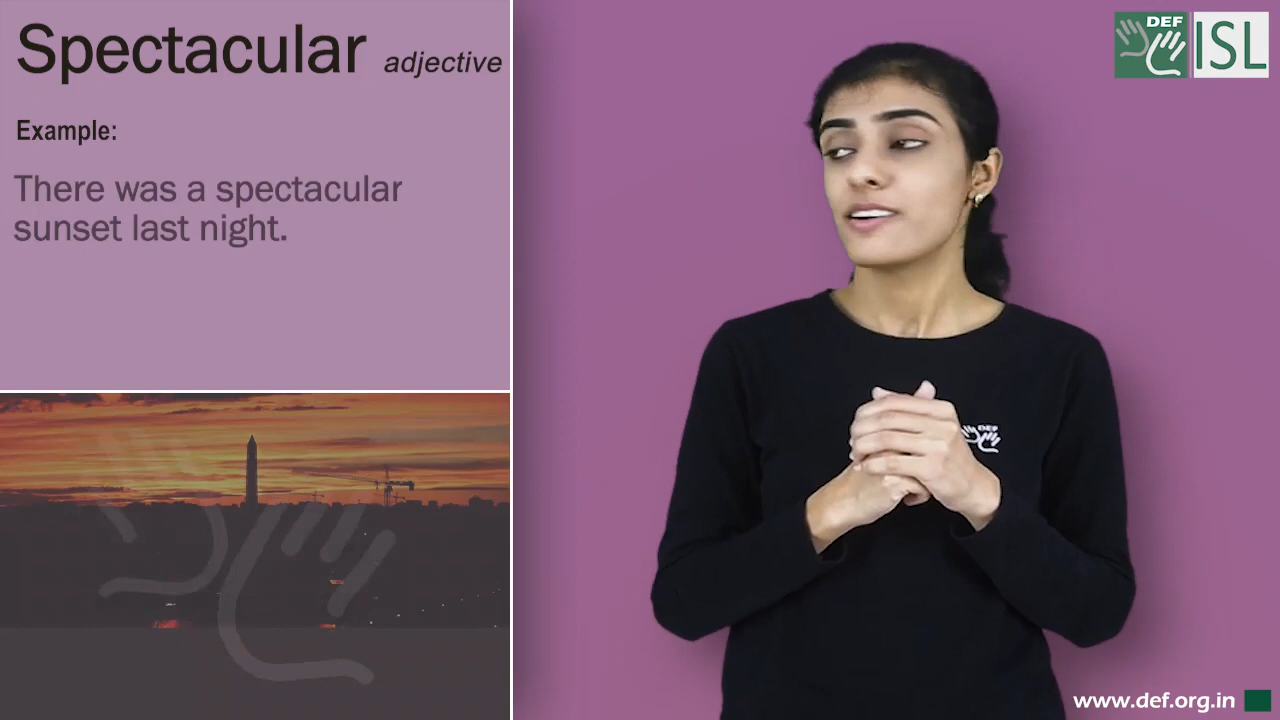 Spectacular adjective
Example:
There was a spectacular
sunset last night.
DEF
ISL
DEF
www.def.org.in